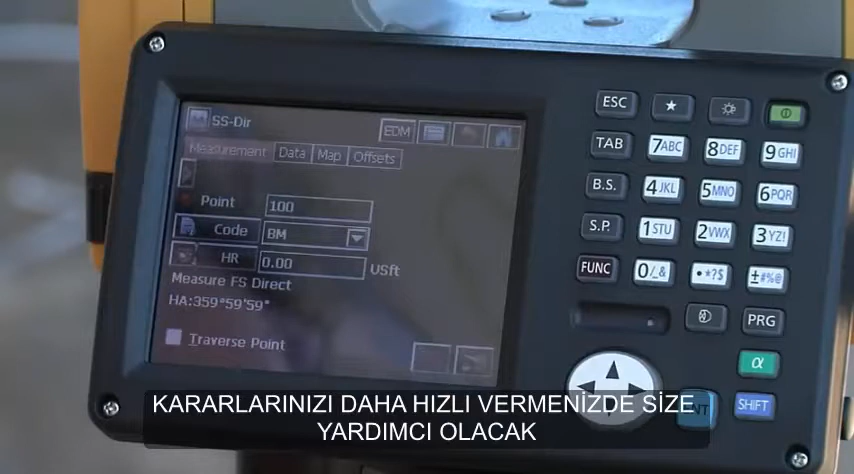 SS-Dir
EDM
Measurement Data Map Offsets
Point 100
Code BM
HR 0.00 USft
Measure FS Direct
HA:359°59'59"
Traverse Point
ESC ★
TAB 7ABC 8DEF 9GHI
B.S. 4JKL 5MNO 6PQR
S.P. 1STU 2VWX 3YZ!
FUNC 0/_& •*?$ ±#%@
PRG
α
SHIFT
KARARLARINIZI DAHA HIZLI VERMENİZDE SİZE
YARDIMCI OLACAK